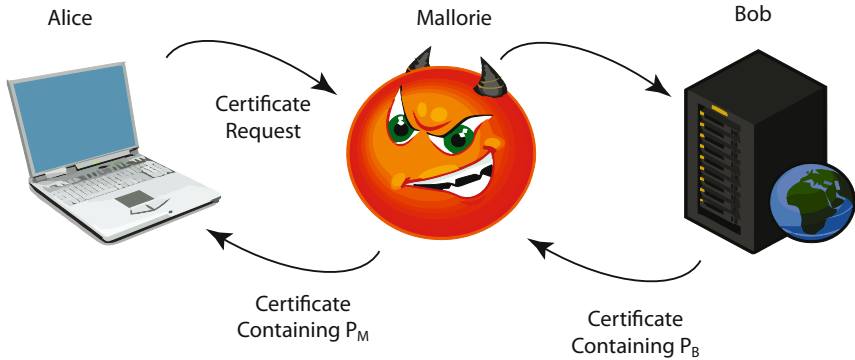 Alice
Mallorie
Bob
Certificate
Request
Certificate
Containing P_M
Certificate
Containing P_B